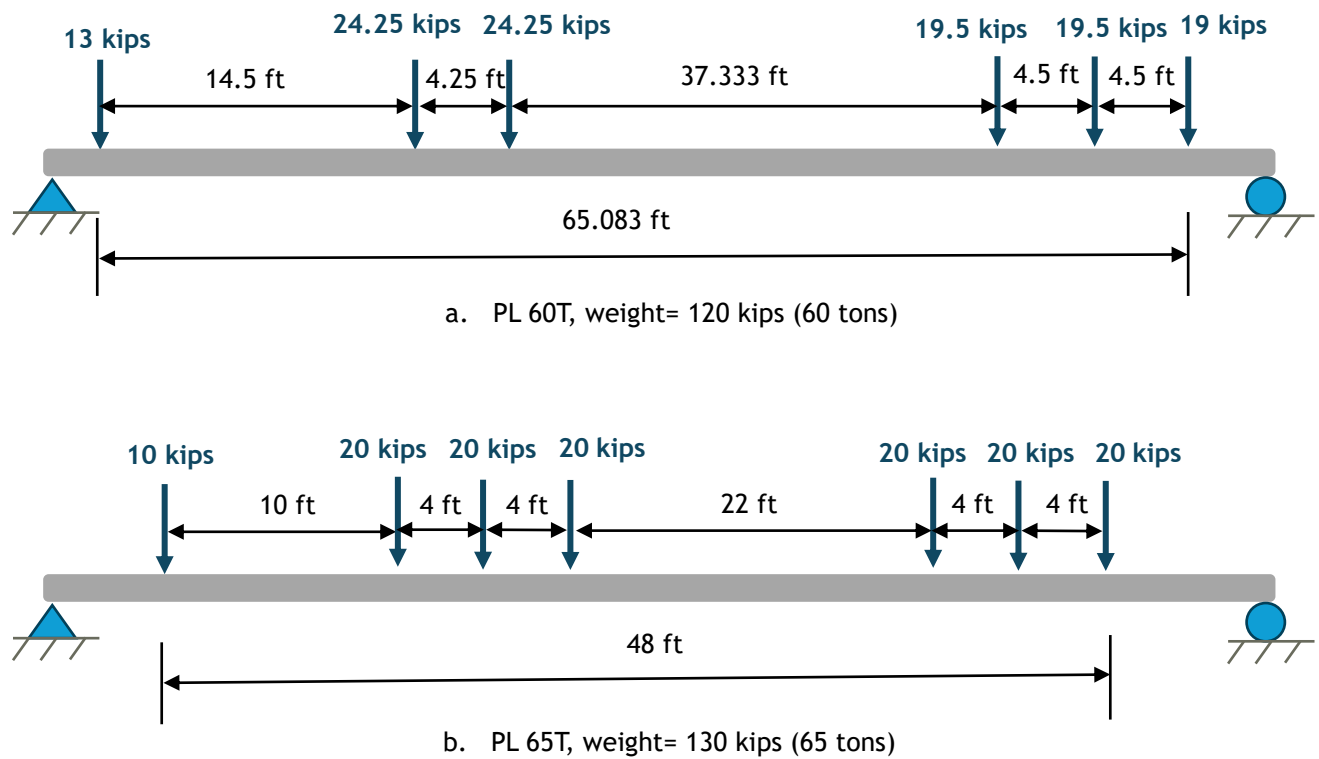 13 kips 24.25 kips 24.25 kips 19.5 kips 19.5 kips 19 kips
14.5 ft 4.25 ft 37.333 ft 4.5 ft 4.5 ft
65.083 ft
a. PL 60T, weight= 120 kips (60 tons)
10 kips 20 kips 20 kips 20 kips 20 kips 20 kips 20 kips
10 ft 4 ft 4 ft 22 ft 4 ft 4 ft
48 ft
b. PL 65T, weight= 130 kips (65 tons)